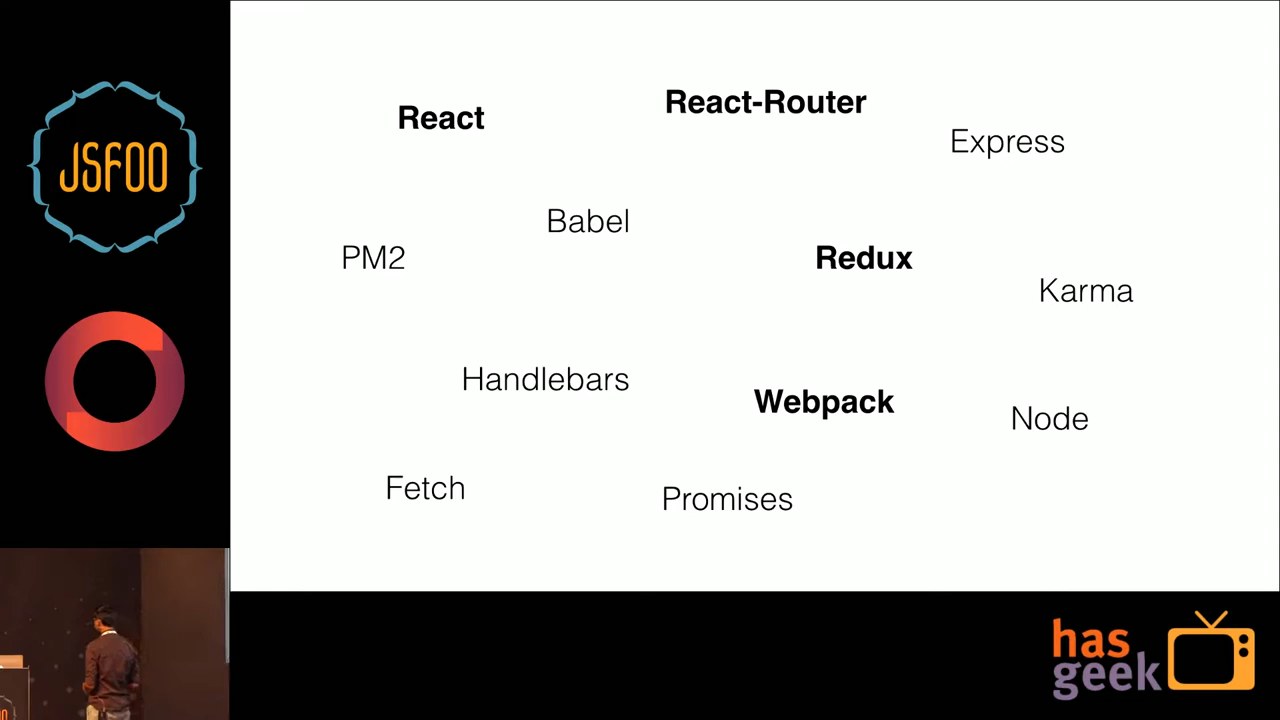 JSFOO
React
React-Router
Express
Babel
PM2
Redux
Karma
Handlebars
Webpack
Node
Fetch
Promises
has
geek